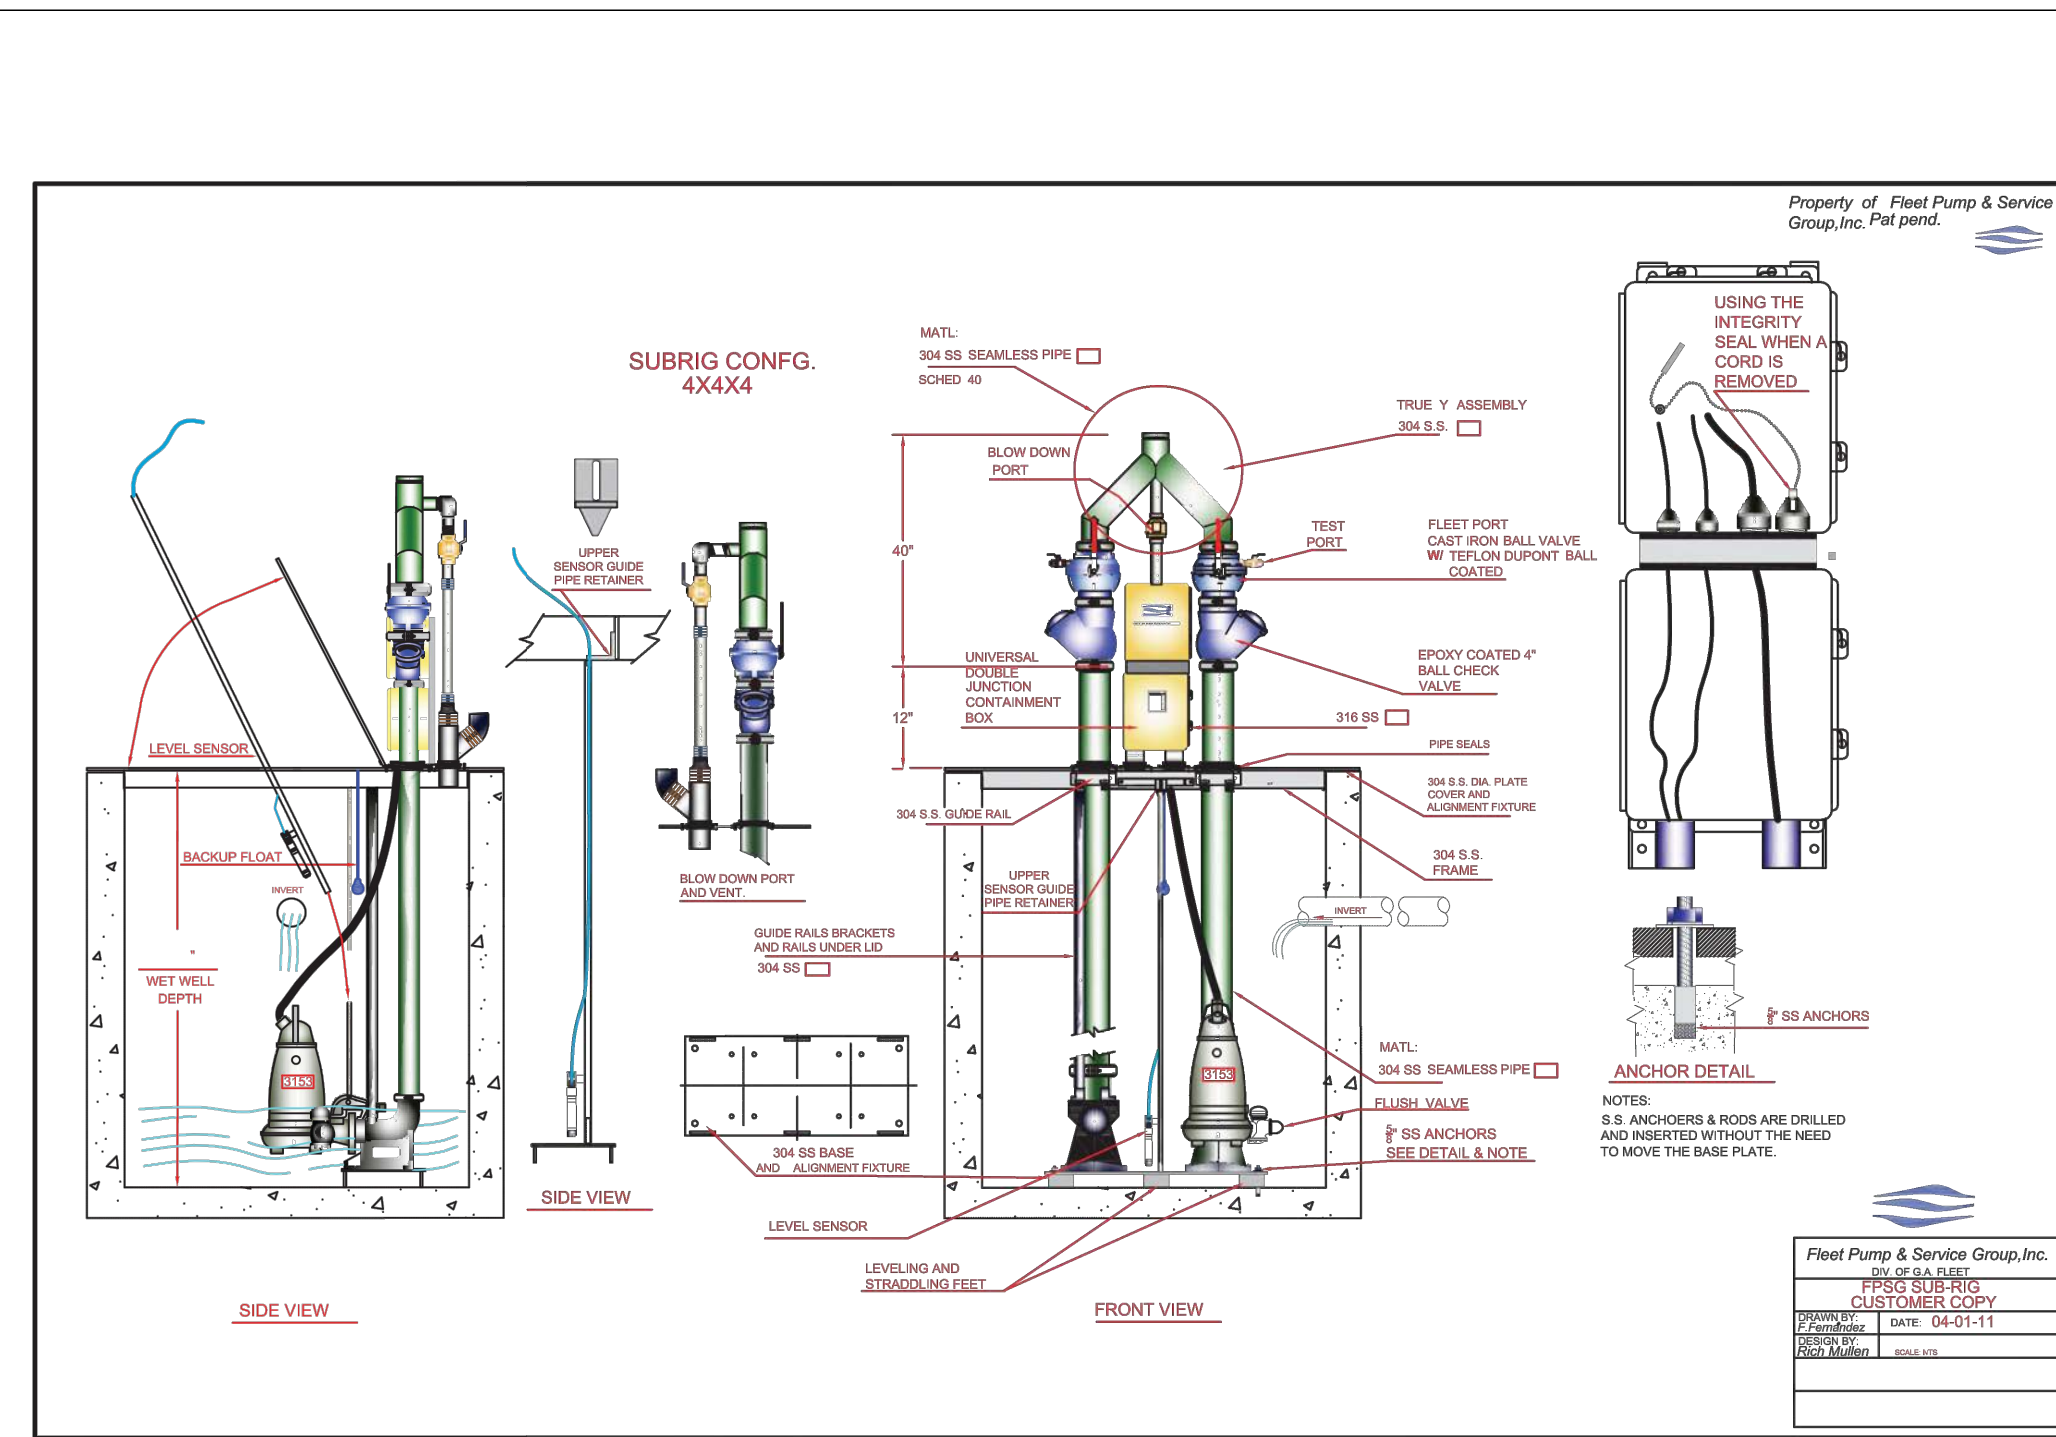 Property of Fleet Pump & Service
Group,Inc. Pat pend.
USING THE
INTEGRITY
SEAL WHEN A
CORD IS
REMOVED
SUBRIG CONFG.
4X4X4
MATL:
304 SS SEAMLESS PIPE
SCHED 40
TRUE Y ASSEMBLY
304 S.S.
BLOW DOWN
PORT
40"
12"
TEST
PORT
FLEET PORT
CAST IRON BALL VALVE
W/ TEFLON DUPONT BALL
COATED
UPPER
SENSOR GUIDE
PIPE RETAINER
UNIVERSAL
DOUBLE
JUNCTION
CONTAINMENT
BOX
EPOXY COATED 4"
BALL CHECK
VALVE
316 SS
PIPE SEALS
304 S.S. DIA. PLATE
COVER AND
ALIGNMENT FIXTURE
LEVEL SENSOR
BACKUP FLOAT
INVERT
"
WET WELL
DEPTH
3153
BLOW DOWN PORT
AND VENT.
304 S.S. GUIDE RAIL
304 S.S.
FRAME
UPPER
SENSOR GUIDE
PIPE RETAINER
INVERT
GUIDE RAILS BRACKETS
AND RAILS UNDER LID
304 SS
MATL:
304 SS SEAMLESS PIPE
3153
FLUSH VALVE
5/8" SS ANCHORS
SEE DETAIL & NOTE
304 SS BASE
AND ALIGNMENT FIXTURE
LEVEL SENSOR
LEVELING AND
STRADDLING FEET
SIDE VIEW
SIDE VIEW
FRONT VIEW
5/8" SS ANCHORS
ANCHOR DETAIL
NOTES:
S.S. ANCHOERS & RODS ARE DRILLED
AND INSERTED WITHOUT THE NEED
TO MOVE THE BASE PLATE.
Fleet Pump & Service Group,Inc.
DIV. OF G.A. FLEET
FPSG SUB-RIG
CUSTOMER COPY
DRAWN BY:
F.Fernandez
DATE: 04-01-11
DESIGN BY:
Rich Mullen
SCALE: NTS